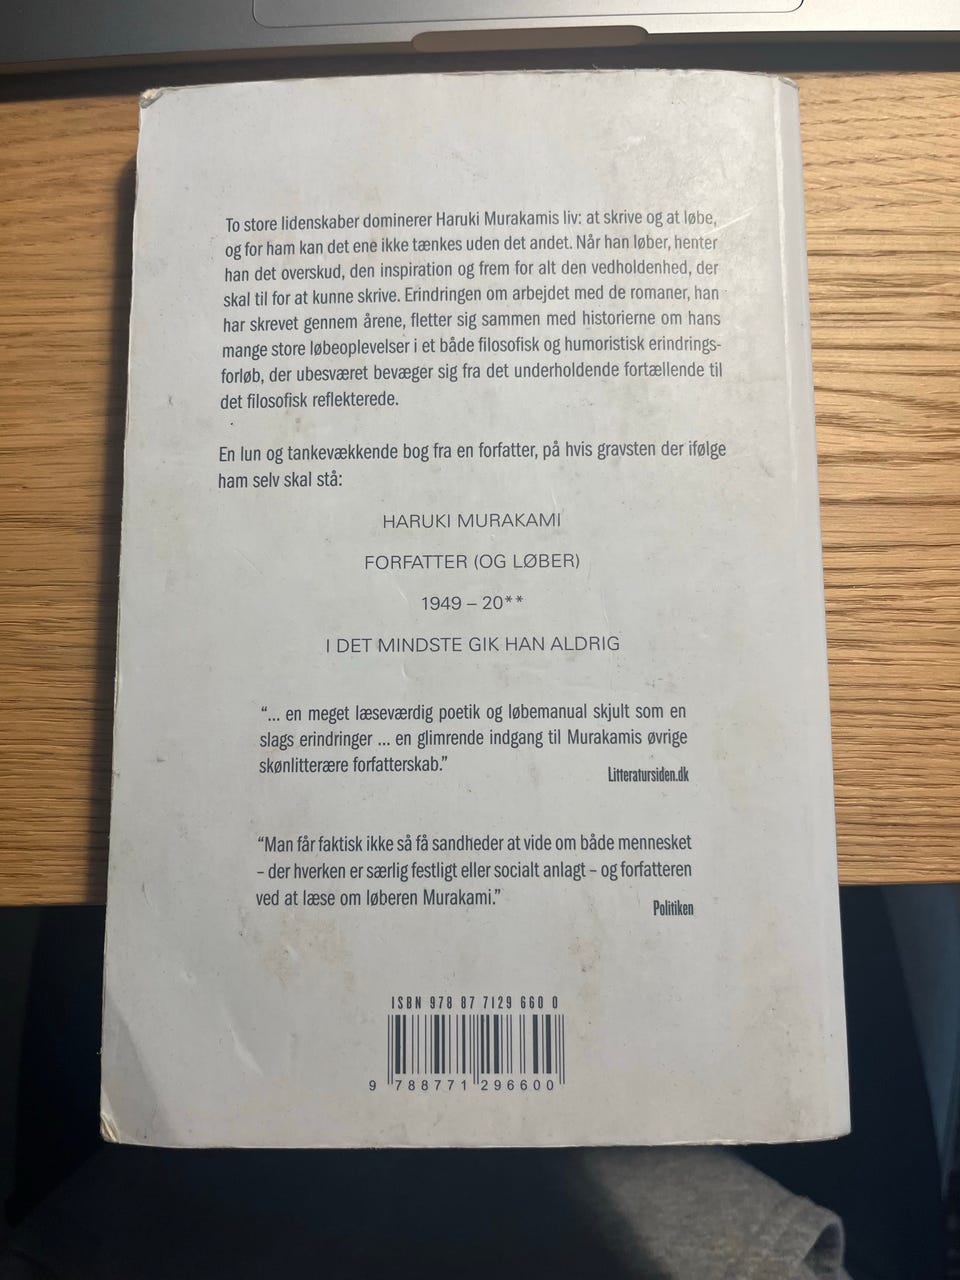 To store lidenskaber dominerer Haruki Murakamis liv: at skrive og at løbe,
og for ham kan det ene ikke tænkes uden det andet. Når han løber, henter
han det overskud, den inspiration og frem for alt den vedholdenhed, der
skal til for at kunne skrive. Erindringen om arbejdet med de romaner, han
har skrevet gennem årene, fletter sig sammen med historierne om hans
mange store løbeoplevelser i et både filosofisk og humoristisk erindrings-
forløb, der ubesværet bevæger sig fra det underholdende fortællende til
det filosofisk reflekterede.
En lun og tankevækkende bog fra en forfatter, på hvis gravsten der ifølge
ham selv skal stå:
HARUKI MURAKAMI
FORFATTER (OG LØBER)
1949 – 20**
I DET MINDSTE GIK HAN ALDRIG
“... en meget læseværdig poetik og løbemanual skjult som en
slags erindringer ... en glimrende indgang til Murakamis øvrige
skønlitterære forfatterskab.”
Litteratursiden.dk
“Man får faktisk ikke så få sandheder at vide om både mennesket
– der hverken er særlig festligt eller socialt anlagt – og forfatteren
ved at læse om løberen Murakami.”
Politiken
ISBN 978 87 7129 660 0
9 788771 296600